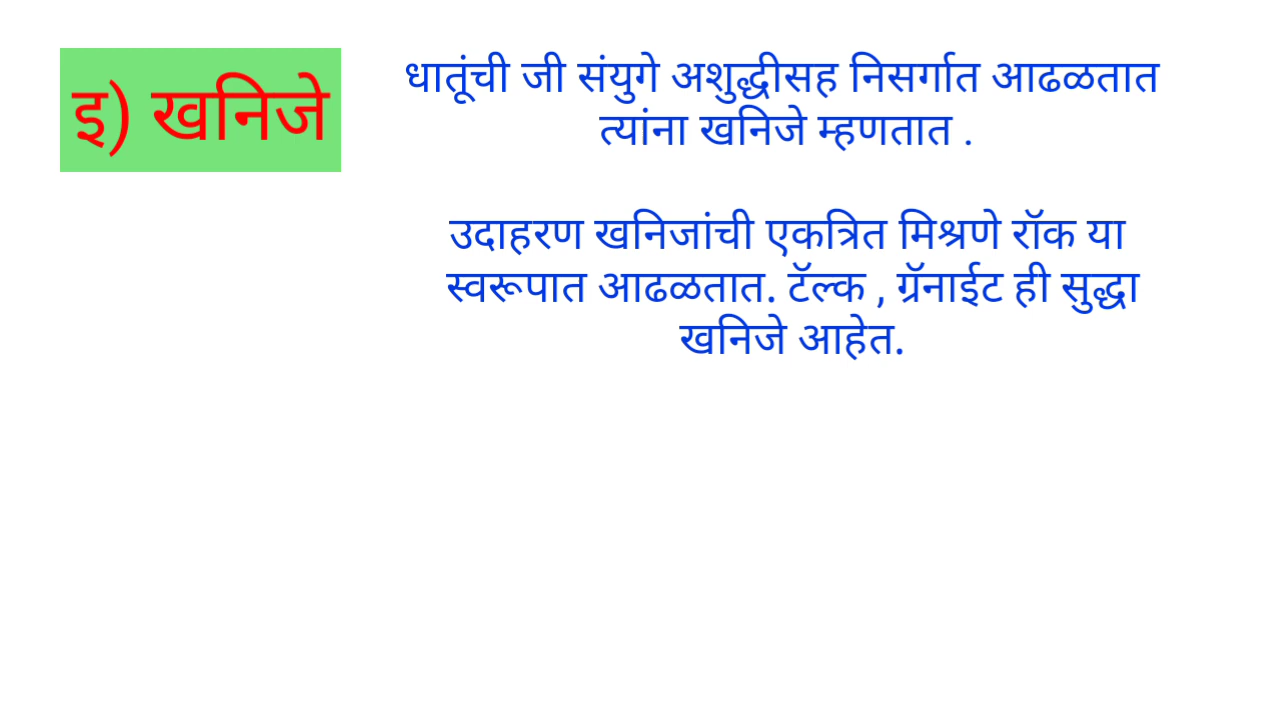 इ) खनिजे
धातूंची जी संयुगे अशुद्धीसह निसर्गात आढळतात
त्यांना खनिजे म्हणतात .
उदाहरण खनिजांची एकत्रित मिश्रणे रॉक या
स्वरूपात आढळतात. टॅल्क , ग्रॅनाईट ही सुद्धा
खनिजे आहेत.